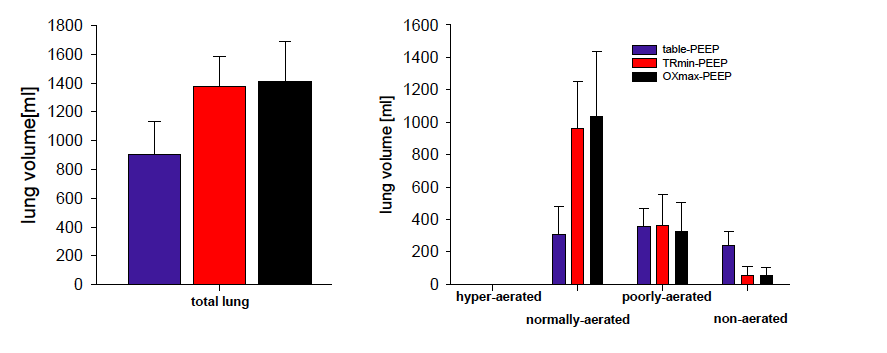 1800
1600
1400
1200
1000
800
600
400
200
0
lung volume[ml]
total lung
1600
1400
1200
1000
800
600
400
200
0
lung volume [ml]
table-PEEP
TRmin-PEEP
OXmax-PEEP
hyper-aerated
poorly-aerated
normally-aerated
non-aerated